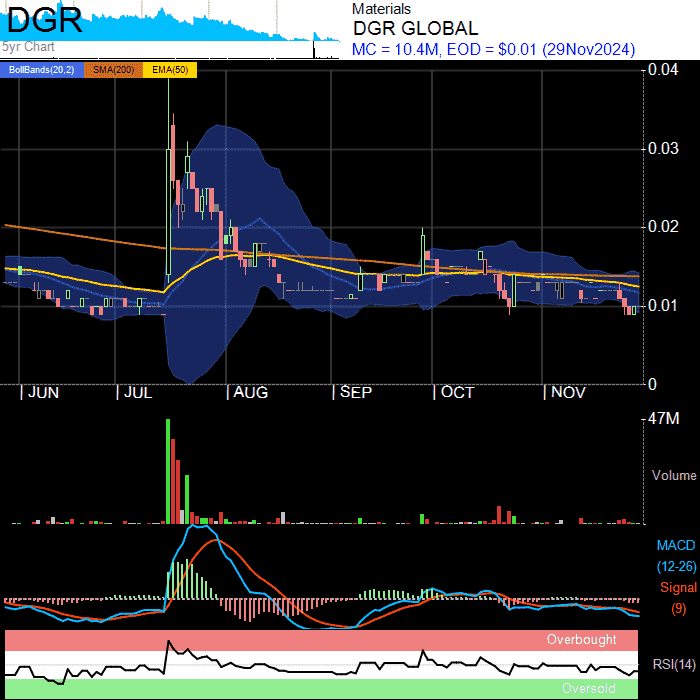 DGR
5yr Chart
Materials
DGR GLOBAL
MC = 10.4M, EOD = $0.01 (29Nov2024)
BollBands(20,2) SMA(200) EMA(50)
0.04
0.03
0.02
0.01
0
| JUN | JUL | AUG | SEP | OCT | NOV
47M
Volume
MACD
(12-26)
Signal
(9)
Overbought
RSI(14)
Oversold